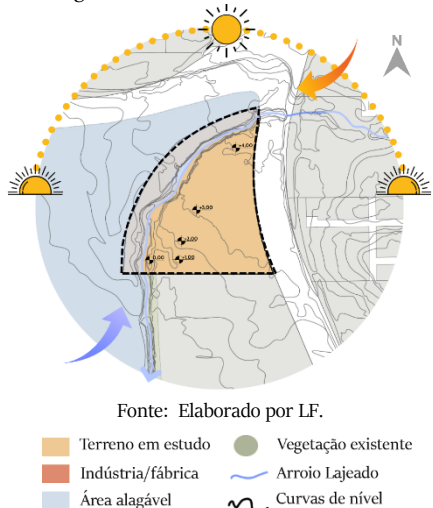 N
+4,00
+3,00
+2,00
0,00
+1,00
Fonte: Elaborado por LF.
Terreno em estudo
Vegetação existente
Indústria/fábrica
Arroio Lajeado
Área alagável
Curvas de nível